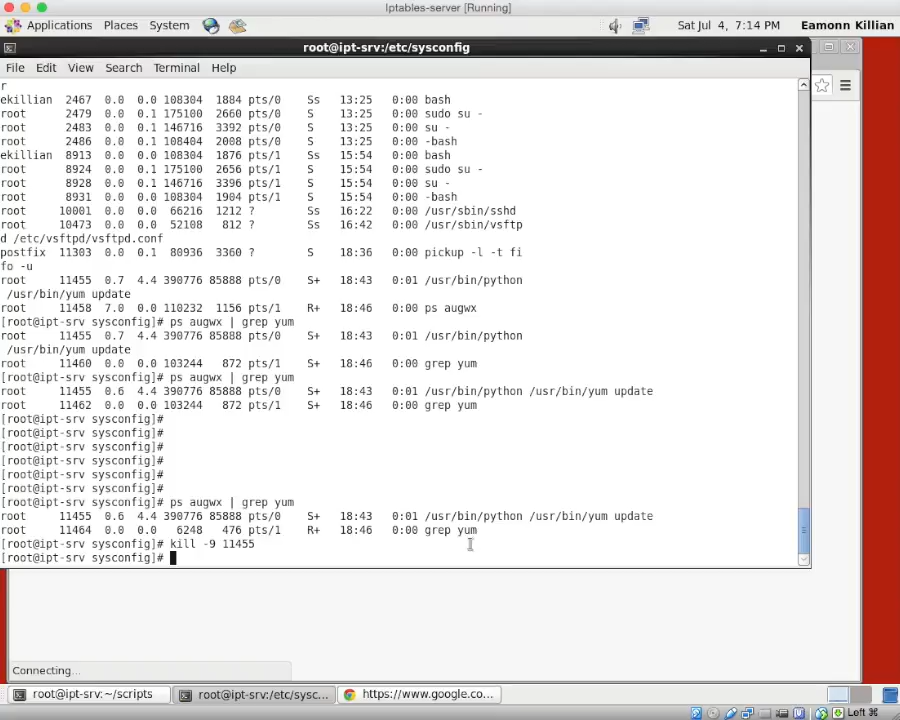 Iptables-server [Running]
Applications Places System Sat Jul 4, 7:14 PM Eamonn Killian
root@ipt-srv:/etc/sysconfig
File Edit View Search Terminal Help
r
ekillian 2467 0.0 0.0 108304 1884 pts/0 Ss 13:25 0:00 bash
root 2479 0.0 0.1 175100 2660 pts/0 S 13:25 0:00 sudo su -
root 2483 0.0 0.1 146716 3392 pts/0 S 13:25 0:00 su -
root 2486 0.0 0.1 108404 2008 pts/0 S 13:25 0:00 -bash
ekillian 8913 0.0 0.0 108304 1876 pts/1 Ss 15:54 0:00 bash
root 8924 0.0 0.1 175100 2656 pts/1 S 15:54 0:00 sudo su -
root 8928 0.0 0.1 146716 3396 pts/1 S 15:54 0:00 su -
root 8931 0.0 0.0 108304 1904 pts/1 S 15:54 0:00 -bash
root 10001 0.0 0.0 66216 1212 ? Ss 16:22 0:00 /usr/sbin/sshd
root 10473 0.0 0.0 52108 812 ? Ss 16:42 0:00 /usr/sbin/vsftp
d /etc/vsftpd/vsftpd.conf
postfix 11303 0.0 0.1 80936 3360 ? S 18:36 0:00 pickup -l -t fi
fo -u
root 11455 0.7 4.4 390776 85888 pts/0 S+ 18:43 0:01 /usr/bin/python
/usr/bin/yum update
root 11458 7.0 0.0 110232 1156 pts/1 R+ 18:46 0:00 ps augwx
[root@ipt-srv sysconfig]# ps augwx | grep yum
root 11455 0.7 4.4 390776 85888 pts/0 S+ 18:43 0:01 /usr/bin/python
/usr/bin/yum update
root 11460 0.0 0.0 103244 872 pts/1 S+ 18:46 0:00 grep yum
[root@ipt-srv sysconfig]# ps augwx | grep yum
root 11455 0.6 4.4 390776 85888 pts/0 S+ 18:43 0:01 /usr/bin/python /usr/bin/yum update
root 11462 0.0 0.0 103244 872 pts/1 S+ 18:46 0:00 grep yum
[root@ipt-srv sysconfig]#
[root@ipt-srv sysconfig]#
[root@ipt-srv sysconfig]#
[root@ipt-srv sysconfig]#
[root@ipt-srv sysconfig]#
[root@ipt-srv sysconfig]#
[root@ipt-srv sysconfig]# ps augwx | grep yum
root 11455 0.6 4.4 390776 85888 pts/0 S+ 18:43 0:01 /usr/bin/python /usr/bin/yum update
root 11464 0.0 0.0 6248 476 pts/1 R+ 18:46 0:00 grep yum
[root@ipt-srv sysconfig]# kill -9 11455
[root@ipt-srv sysconfig]#
Connecting...
root@ipt-srv:~/scripts root@ipt-srv:/etc/sysc... https://www.google.co...
Left ⌘